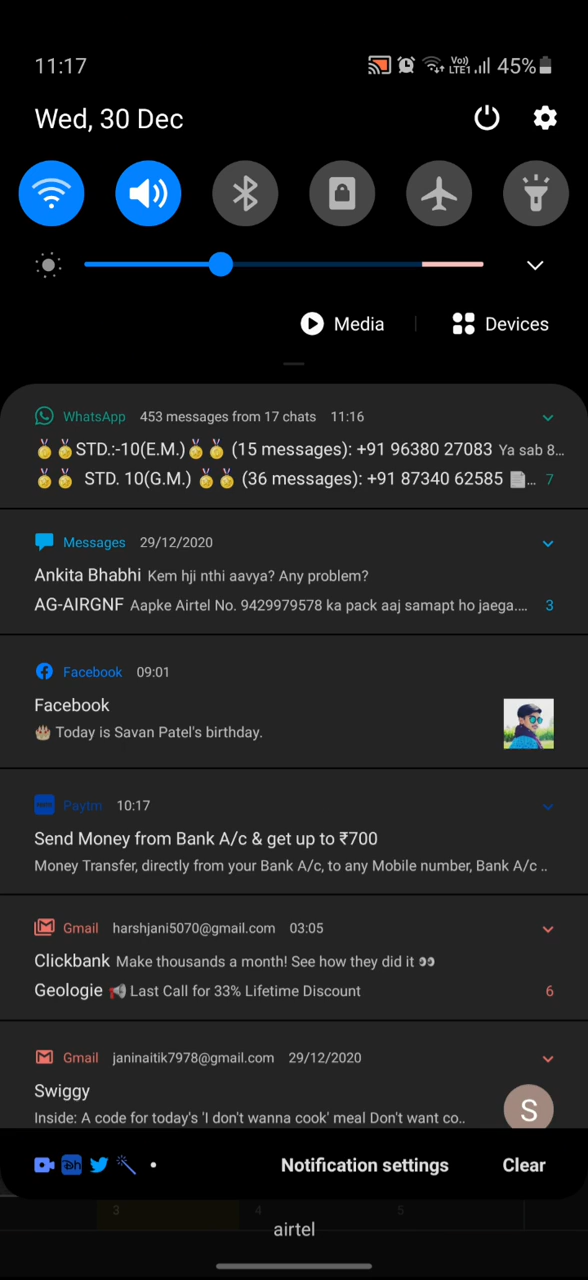 11:17 Vo)) LTE1 45%
Wed, 30 Dec
Media Devices
WhatsApp 453 messages from 17 chats 11:16
🥇🥇STD.:-10(E.M.)🥇🥇 (15 messages): +91 96380 27083 Ya sab 8...
🥇🥇 STD. 10(G.M.) 🥇🥇 (36 messages): +91 87340 62585 📄... 7
Messages 29/12/2020
Ankita Bhabhi Kem hji nthi aavya? Any problem?
AG-AIRGNF Aapke Airtel No. 9429979578 ka pack aaj samapt ho jaega.... 3
Facebook 09:01
Facebook
🎂 Today is Savan Patel's birthday.
Paytm 10:17
Send Money from Bank A/c & get up to ₹700
Money Transfer, directly from your Bank A/c, to any Mobile number, Bank A/c ..
Gmail harshjani5070@gmail.com 03:05
Clickbank Make thousands a month! See how they did it 👀
Geologie 📢 Last Call for 33% Lifetime Discount 6
Gmail janinaitik7978@gmail.com 29/12/2020
Swiggy
S
Inside: A code for today's 'I don't wanna cook' meal Don't want co..
Dh Notification settings Clear
3 4 5
airtel